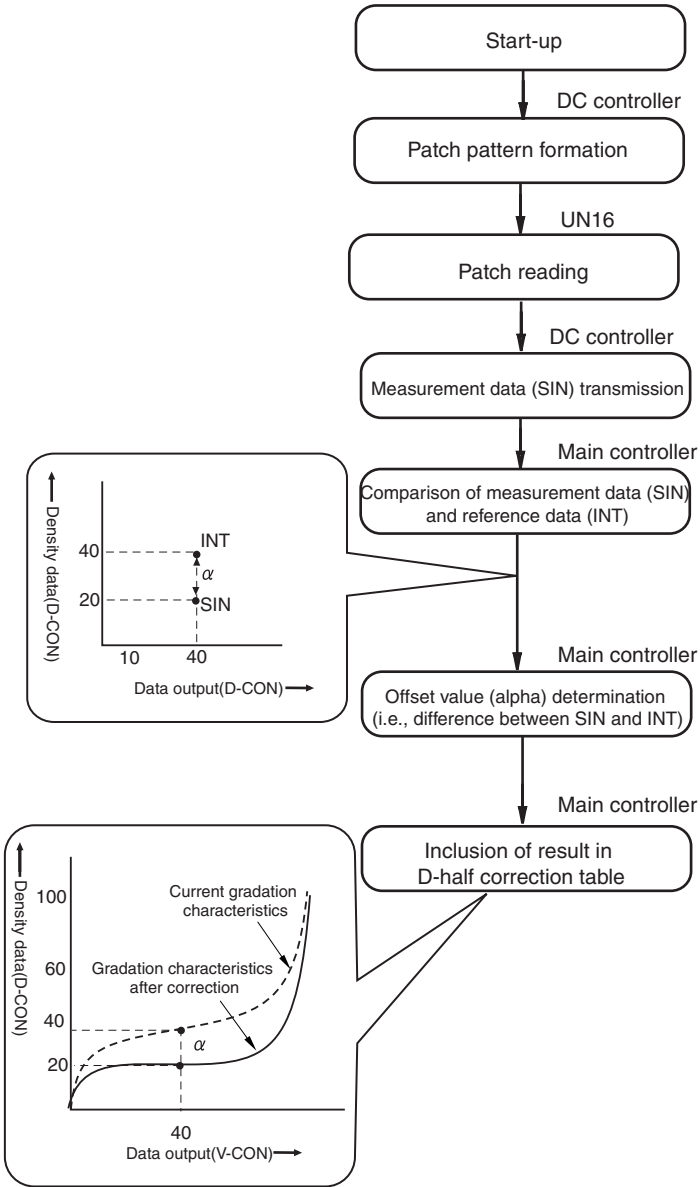 Start-up
DC controller
Patch pattern formation
UN16
Patch reading
DC controller
Measurement data (SIN) transmission
Main controller
Comparison of measurement data (SIN)
and reference data (INT)
Density data(D-CON)
40
20
INT
α
SIN
10
40
Data output(D-CON)
Main controller
Offset value (alpha) determination
(i.e., difference between SIN and INT)
Main controller
Inclusion of result in
D-half correction table
Density data(D-CON)
100
60
40
20
Current gradation
characteristics
Gradation characteristics
after correction
α
40
Data output(V-CON)